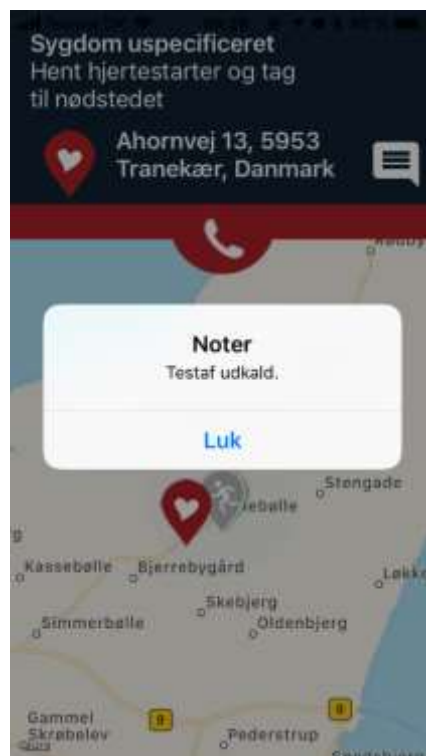 Sygdom uspecificeret
Hent hjertestarter og tag
til nødstedet
Ahornvej 13, 5953
Tranekær, Danmark
Noter
Testaf udkald.
Luk
Stengade
Kassebølle
Bjerrebygård
Skebjerg
Simmerbølle
Oldenbjerg
9
9
Gammel
Skrøbelev
Pederstrup